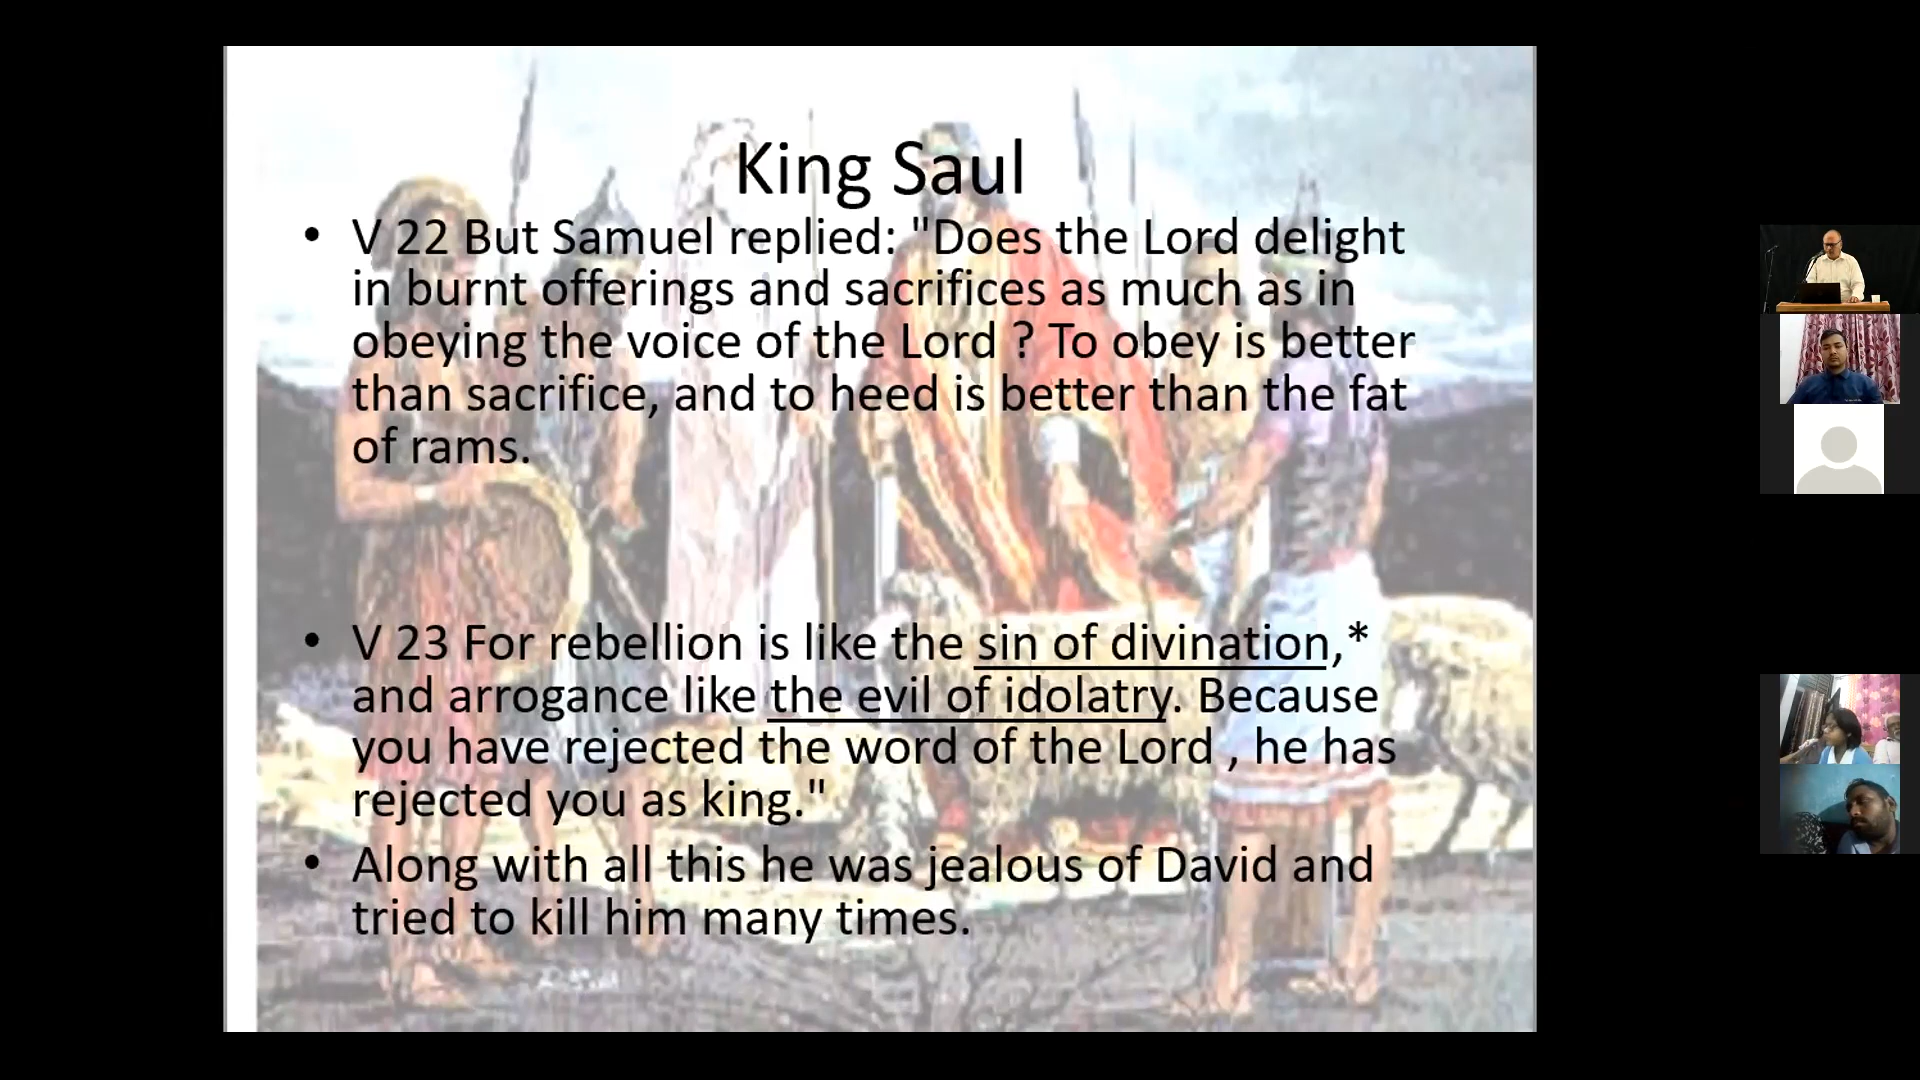 King Saul
• V 22 But Samuel replied: "Does the Lord delight
in burnt offerings and sacrifices as much as in
obeying the voice of the Lord ? To obey is better
than sacrifice, and to heed is better than the fat
of rams.
• V 23 For rebellion is like the sin of divination,*
and arrogance like the evil of idolatry. Because
you have rejected the word of the Lord , he has
rejected you as king."
• Along with all this he was jealous of David and
tried to kill him many times.